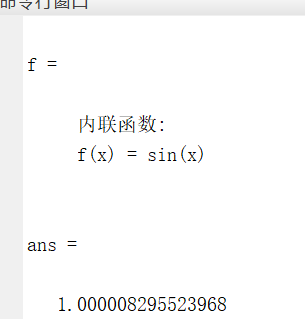 命令行窗口
f =
内联函数:
f(x) = sin(x)
ans =
1.000008295523968